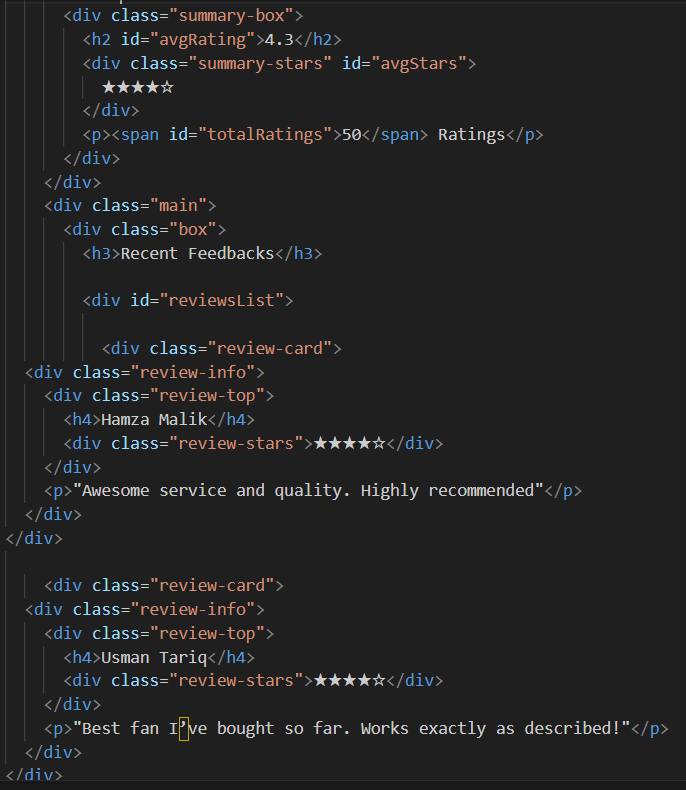 <div class="summary-box">
<h2 id="avgRating">4.3</h2>
<div class="summary-stars" id="avgStars">
★★★★☆
</div>
<p><span id="totalRatings">50</span> Ratings</p>
</div>
</div>
<div class="main">
<div class="box">
<h3>Recent Feedbacks</h3>
<div id="reviewsList">
<div class="review-card">
<div class="review-info">
<div class="review-top">
<h4>Hamza Malik</h4>
<div class="review-stars">★★★★☆</div>
</div>
<p>"Awesome service and quality. Highly recommended"</p>
</div>
</div>
<div class="review-card">
<div class="review-info">
<div class="review-top">
<h4>Usman Tariq</h4>
<div class="review-stars">★★★★☆</div>
</div>
<p>"Best fan I’ve bought so far. Works exactly as described!"</p>
</div>
</div>